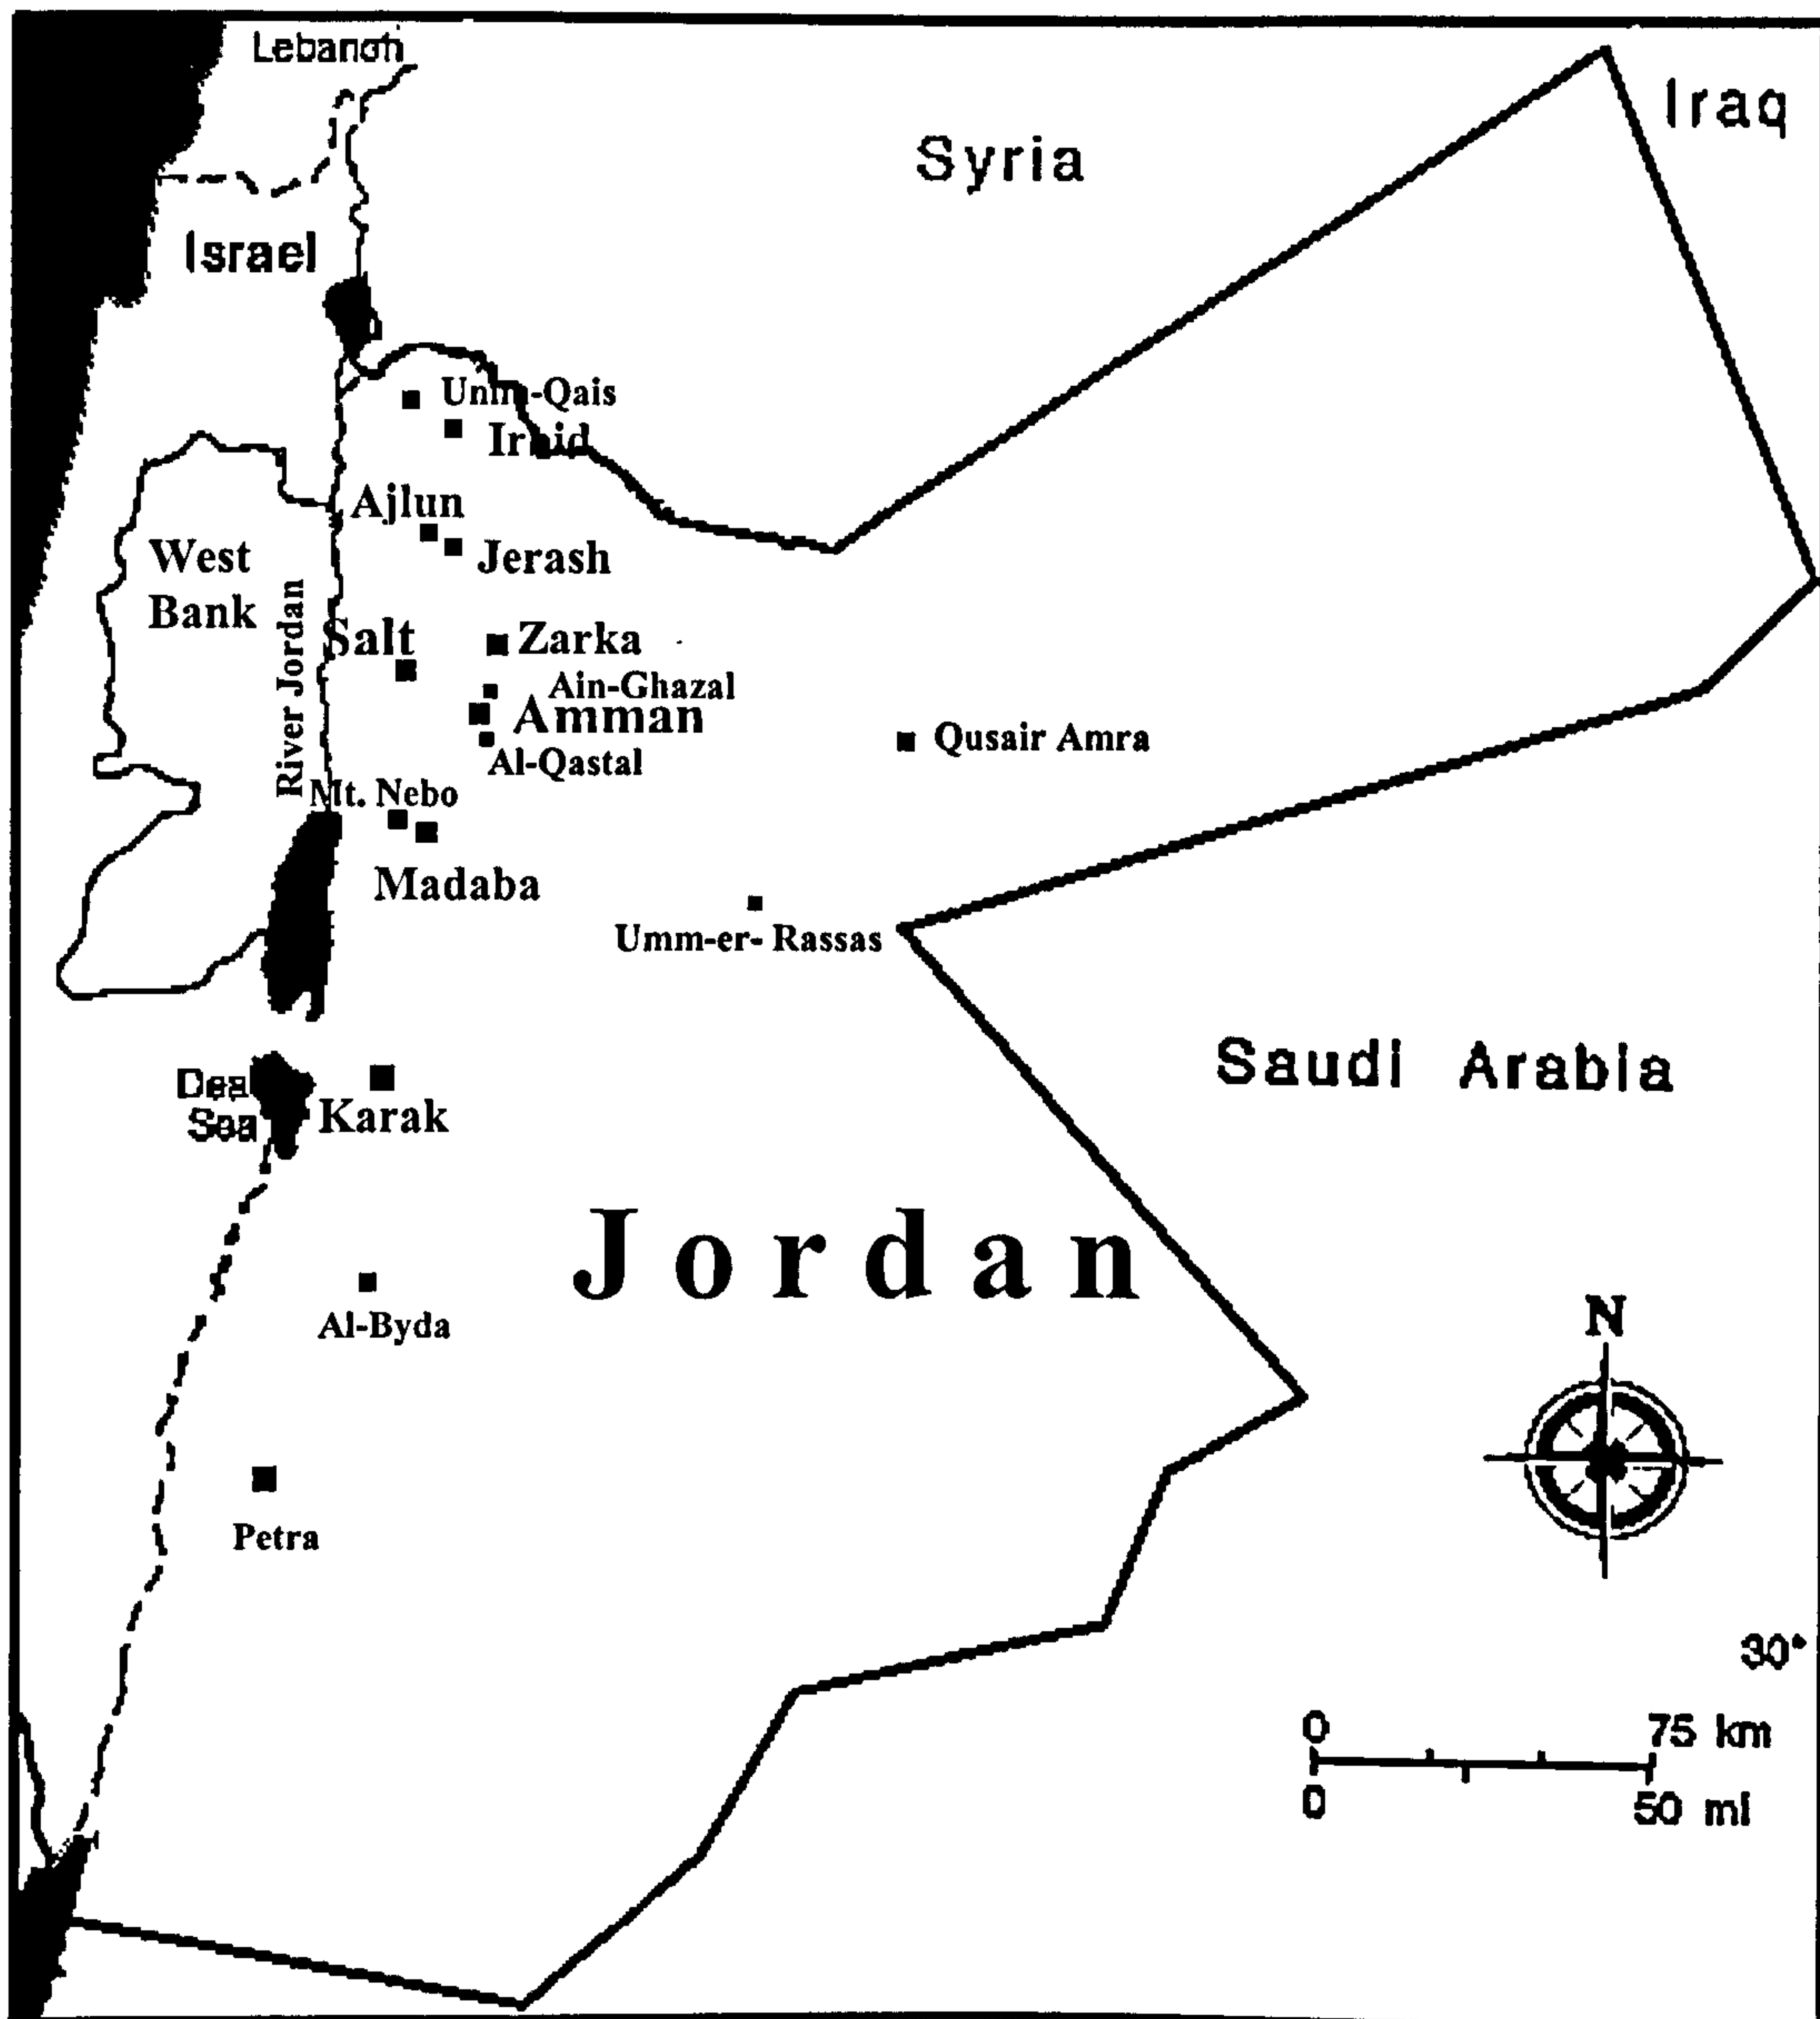 Lebanon
Iraq
Syria
Israel
Umm-Qais
Irbid
Ajlun
West
Bank
Jerash
River Jordan
Salt
Zarka
Ain-Ghazal
Amman
Al-Qastal
Qusair Amra
Mt. Nebo
Madaba
Umm-er- Rassas
Saudi Arabia
Dead
Sea
Karak
Jordan
Al-Byda
N
Petra
30°
0 75 km
0 50 mi